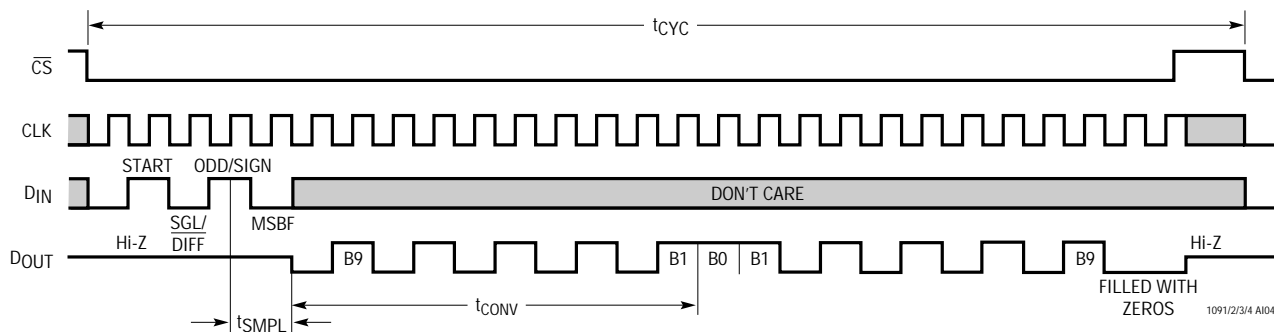 tCYC
CS
CLK
START ODD/SIGN
DIN DON'T CARE
SGL/
DIFF MSBF
Hi-Z Hi-Z
DOUT B9 B1 B0 B1 B9
FILLED WITH
ZEROS
tCONV
tSMPL
1091/2/3/4 AI04